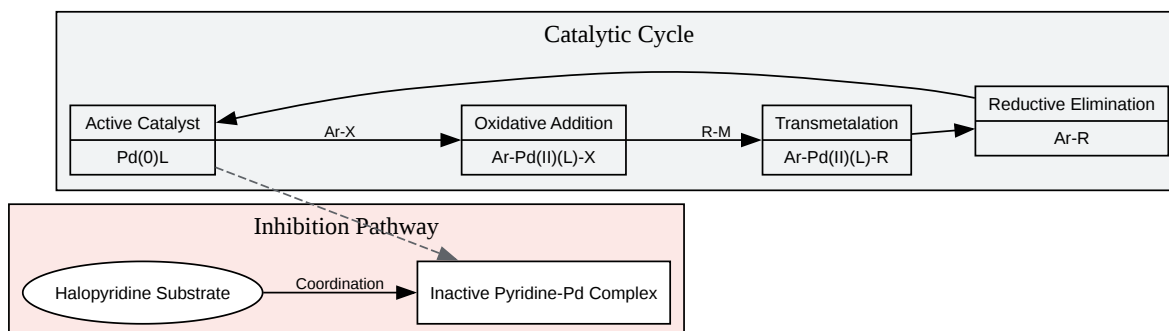 Catalytic Cycle
Active Catalyst
Pd(0)L
Ar-X
Oxidative Addition
Ar-Pd(II)(L)-X
R-M
Transmetalation
Ar-Pd(II)(L)-R
Reductive Elimination
Ar-R
Inhibition Pathway
Halopyridine Substrate
Coordination
Inactive Pyridine-Pd Complex